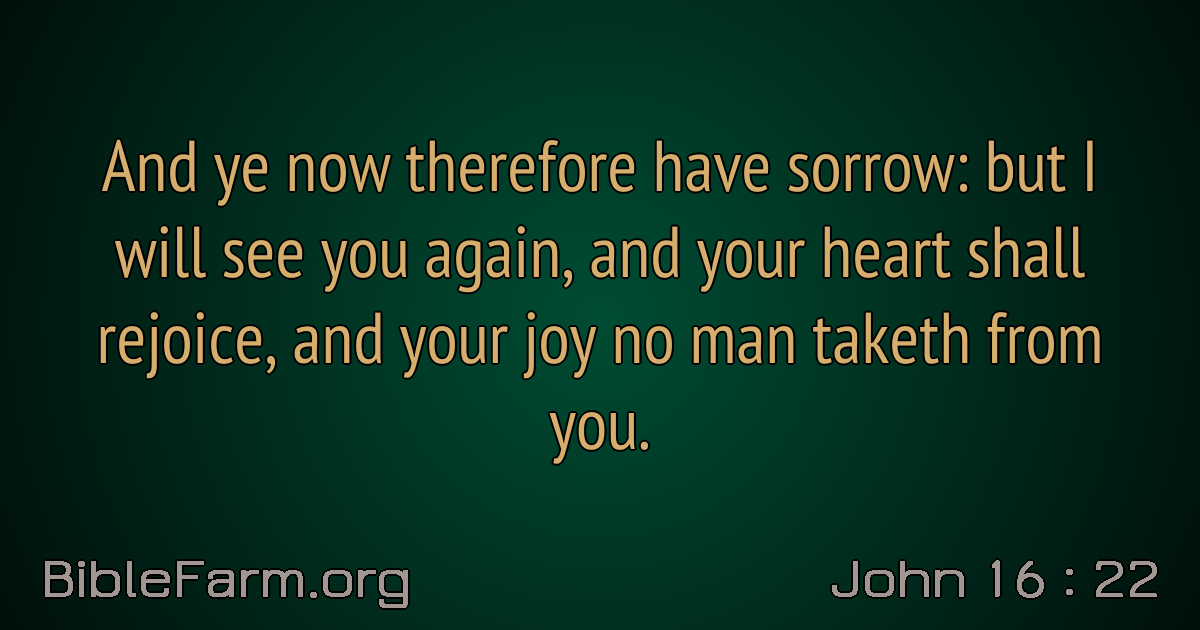 And ye now therefore have sorrow: but I
will see you again, and your heart shall
rejoice, and your joy no man taketh from
you.
BibleFarm.org
John 16 : 22